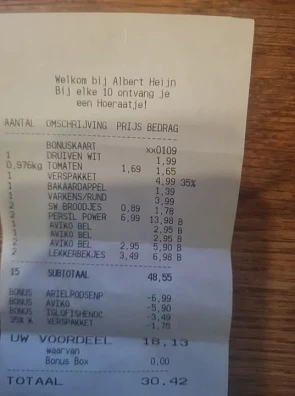 Welkom bij Albert Heijn
Bij elke 10 ontvang je
een Hoeraatje!
AANTAL OMSCHRIJVING PRIJS BEDRAG
BONUSKAART xx0109
1 DRUIVEN WIT 1,99
0,976kg TOMATEN 1,69 1,65
1 VERSPAKKET 4,99 35%
1 BAKAARDAPPEL 1,39
1 VARKENS/RUND 3,99
2 SW BROODJES 0,89 1,78
2 PERSIL POWER 6,99 13,98 B
1 AVIKO BEL 2,95 B
1 AVIKO BEL 2,95 B
2 AVIKO BEL 2,95 5,90 B
2 LEKKERBEKJES 3,49 6,98 B
15 SUBTOTAAL 48,55
BONUS ARIELRODSENP -6,99
BONUS AVIKO -5,90
BONUS IGLOFISHENOC -3,49
35% K VERSPAKKET -1,75
UW VOORDEEL 18,13
waarvan
Bonus Box 0,00
TOTAAL 30.42